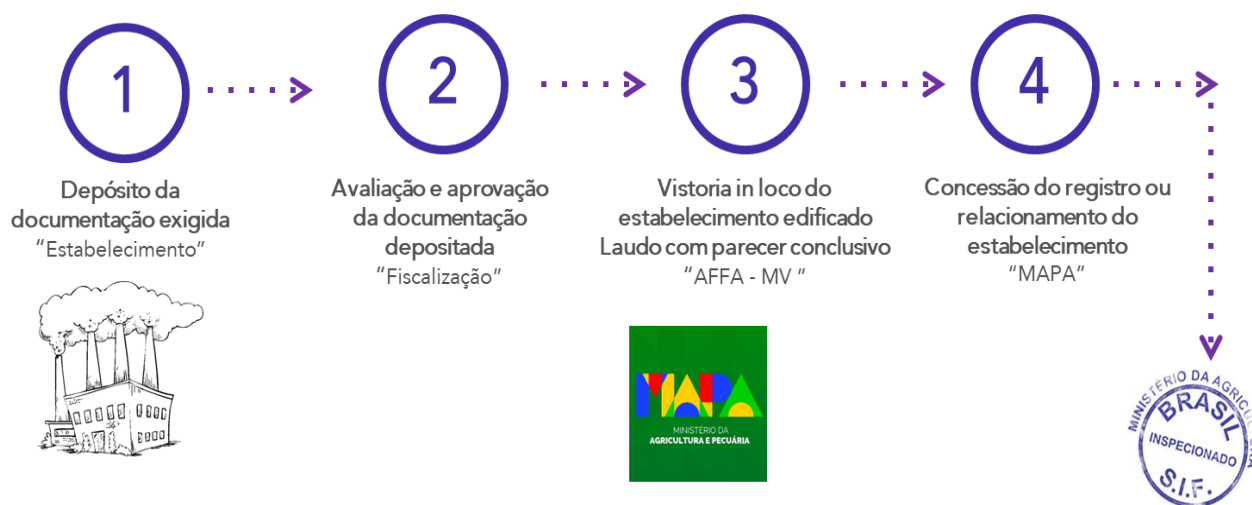 1
2
3
4
Depósito da
documentação exigida
"Estabelecimento"
Avaliação e aprovação
da documentação
depositada
"Fiscalização"
Vistoria in loco do
estabelecimento edificado
Laudo com parecer conclusivo
"AFFA - MV "
Concessão do registro ou
relacionamento do
estabelecimento
"MAPA"
MAPA
MINISTÉRIO DA
AGRICULTURA E PECUÁRIA
MINISTÉRIO DA
BRASIL
INSPECIONADO
S.I.F.